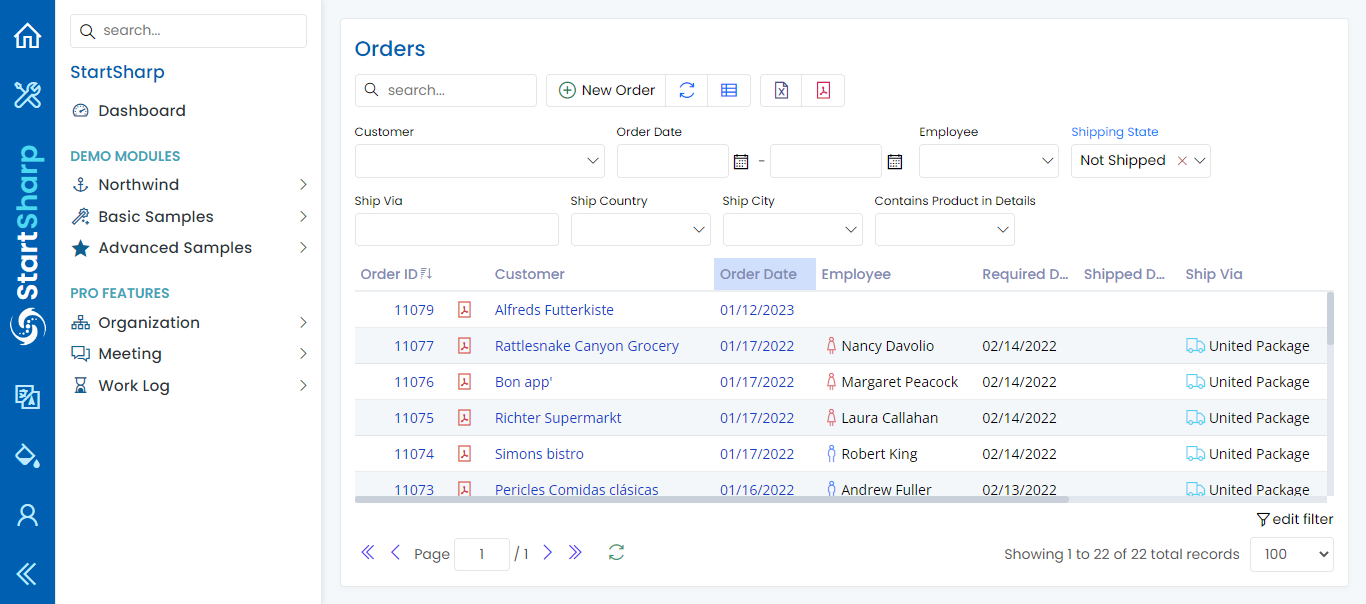 search...
StartSharp
Dashboard
DEMO MODULES
Northwind
Basic Samples
Advanced Samples
PRO FEATURES
Organization
Meeting
Work Log
StartSharp
Orders
search...
New Order
Customer
Order Date
Employee
Shipping State
-
Not Shipped
Ship Via
Ship Country
Ship City
Contains Product in Details
Order ID Customer Order Date Employee Required D... Shipped D... Ship Via
11079 Alfreds Futterkiste 01/12/2023
11077 Rattlesnake Canyon Grocery 01/17/2022 Nancy Davolio 02/14/2022 United Package
11076 Bon app' 01/17/2022 Margaret Peacock 02/14/2022 United Package
11075 Richter Supermarkt 01/17/2022 Laura Callahan 02/14/2022 United Package
11074 Simons bistro 01/17/2022 Robert King 02/14/2022 United Package
11073 Pericles Comidas clásicas 01/16/2022 Andrew Fuller 02/13/2022 United Package
edit filter
Page 1 / 1 Showing 1 to 22 of 22 total records 100